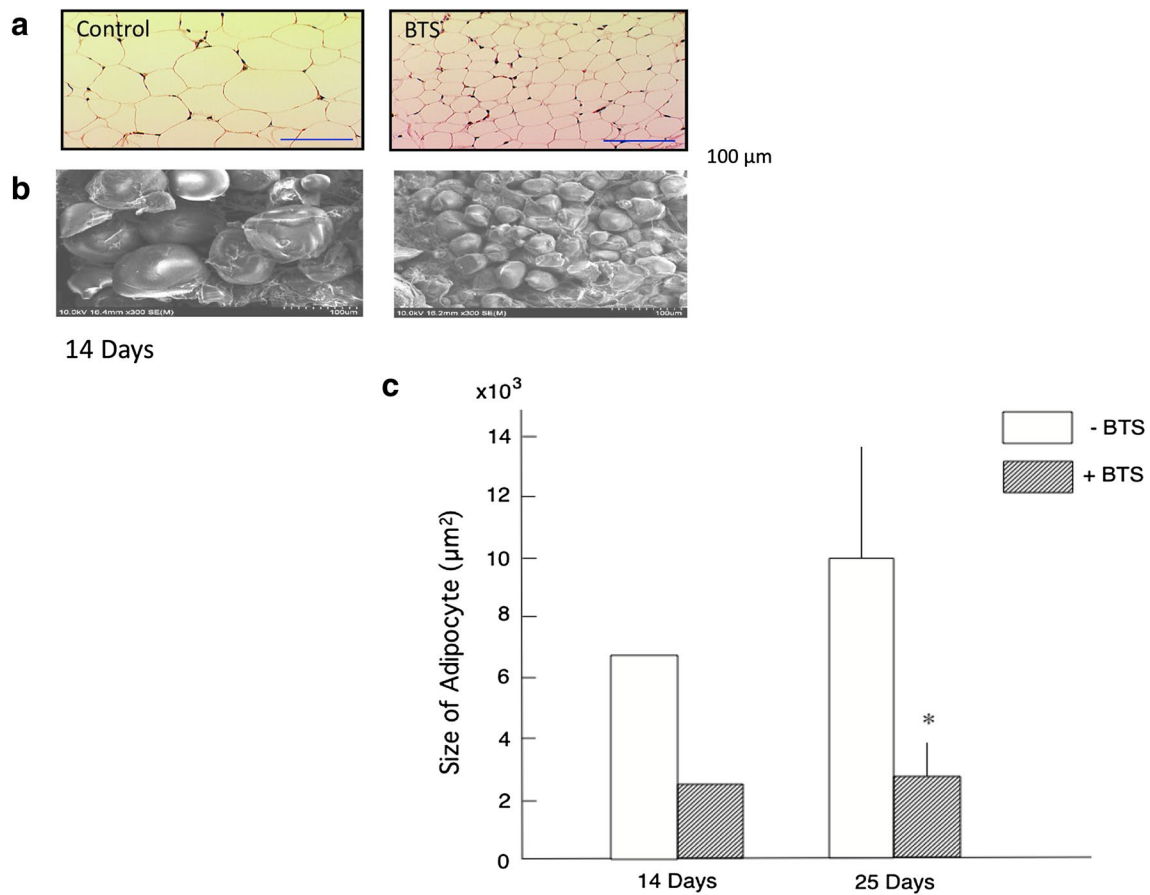 a
Control
BTS
100 µm
b
10.0kV 16.4mm x300 SE(M)
100um
10.0kV 16.2mm x300 SE(M)
100um
14 Days
c
x10³
14
12
10
8
6
4
2
0
Size of Adipocyte (µm²)
- BTS
+ BTS
*
14 Days
25 Days